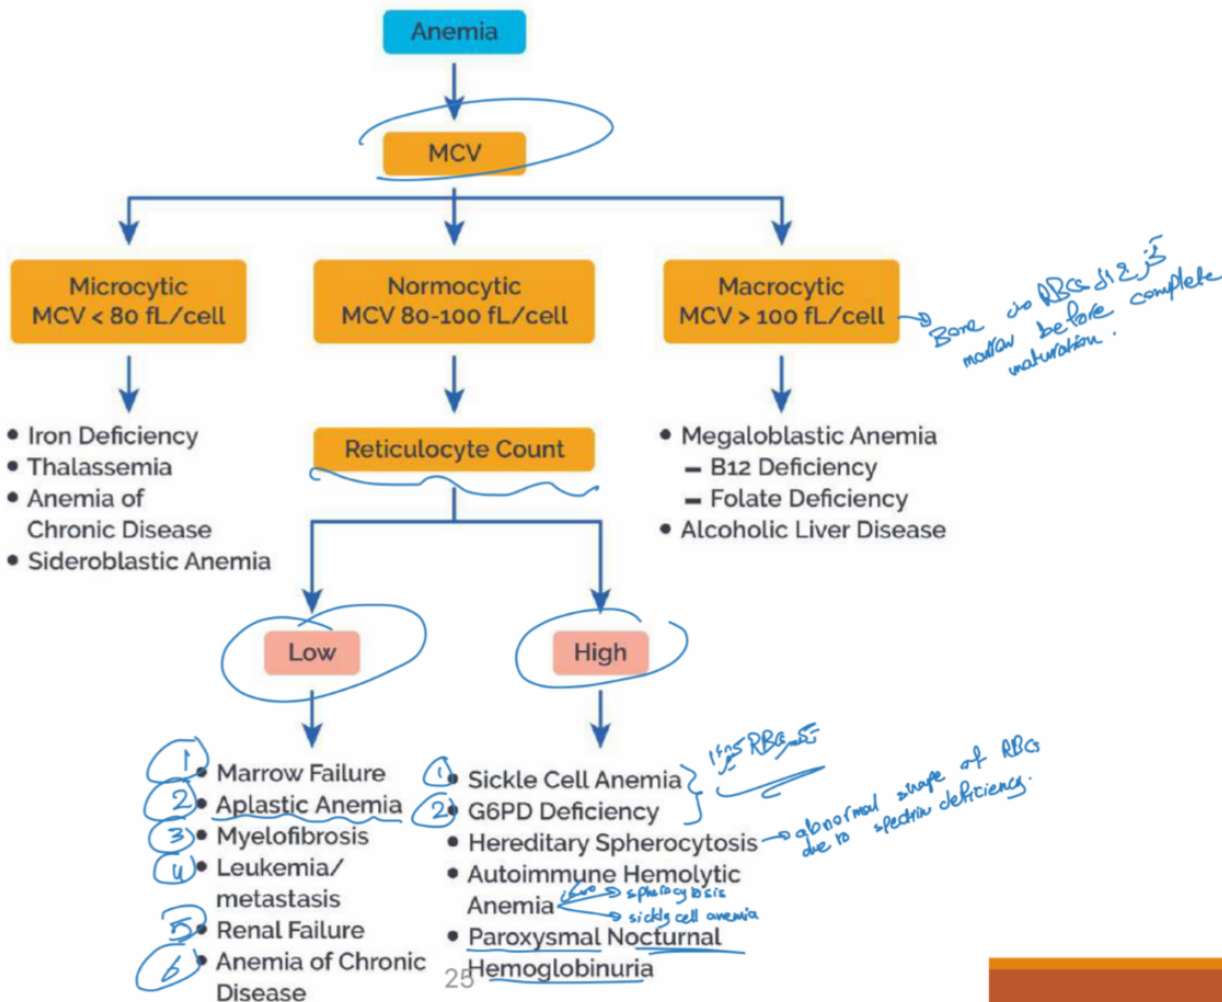 Anemia
MCV
Microcytic
MCV < 80 fL/cell
Normocytic
MCV 80-100 fL/cell
Macrocytic
MCV > 100 fL/cell
Bone RBCs
marrow before complete
maturation.
• Iron Deficiency
• Thalassemia
• Anemia of
Chronic Disease
• Sideroblastic Anemia
Reticulocyte Count
• Megaloblastic Anemia
– B12 Deficiency
– Folate Deficiency
• Alcoholic Liver Disease
Low
High
1 • Marrow Failure
2 • Aplastic Anemia
3 • Myelofibrosis
4 • Leukemia/
metastasis
5 • Renal Failure
6 • Anemia of Chronic
Disease
1 • Sickle Cell Anemia
2 • G6PD Deficiency
RBCs
• Hereditary Spherocytosis
abnormal shape of RBCs
due to spectrin deficiency.
• Autoimmune Hemolytic
Anemia
spherocytosis
sickly cell anemia
• Paroxysmal Nocturnal
Hemoglobinuria
25